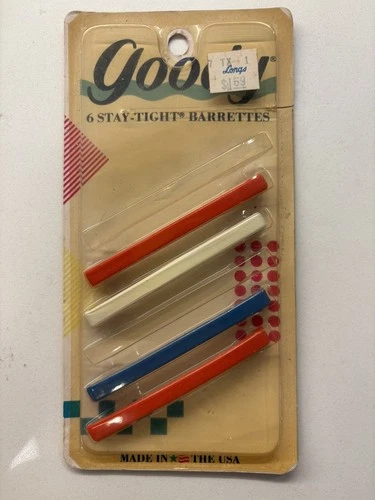 goody®
TX 1
Longs
$1.59
6 STAY-TIGHT® BARRETTES
MADE IN THE USA